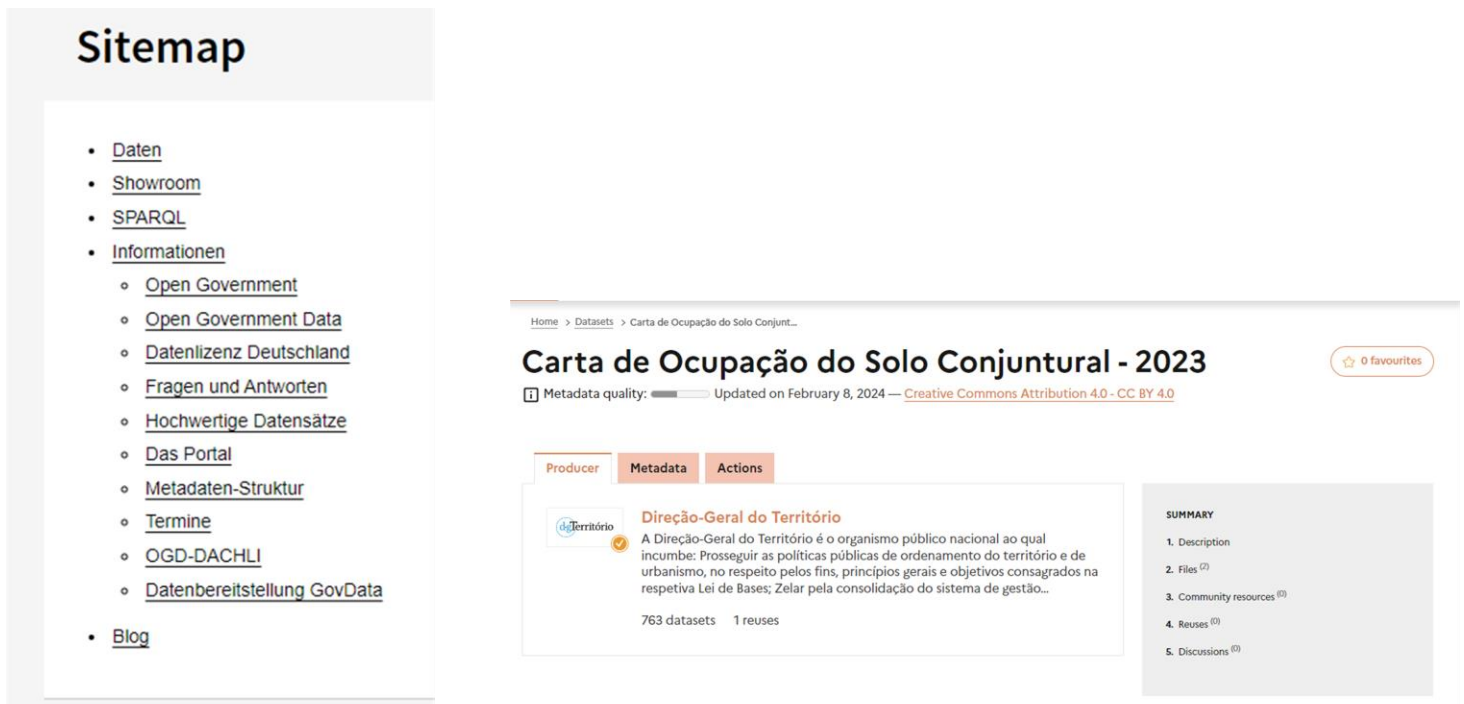 Sitemap
Daten
Showroom
SPARQL
Informationen
Open Government
Open Government Data
Datenlizenz Deutschland
Fragen und Antworten
Hochwertige Datensätze
Das Portal
Metadaten-Struktur
Termine
OGD-DACHLI
Datenbereitstellung GovData
Blog
Home > Datasets > Carta de Ocupação do Solo Conjunt...
Carta de Ocupação do Solo Conjuntural - 2023
0 favourites
Metadata quality: Updated on February 8, 2024 — Creative Commons Attribution 4.0 - CC BY 4.0
Producer Metadata Actions
dgTerritório
Direção-Geral do Território
A Direção-Geral do Território é o organismo público nacional ao qual
incumbe: Prosseguir as políticas públicas de ordenamento do território e de
urbanismo, no respeito pelos fins, princípios gerais e objetivos consagrados na
respetiva Lei de Bases; Zelar pela consolidação do sistema de gestão...
763 datasets 1 reuses
SUMMARY
1. Description
2. Files (2)
3. Community resources (0)
4. Reuses (0)
5. Discussions (0)